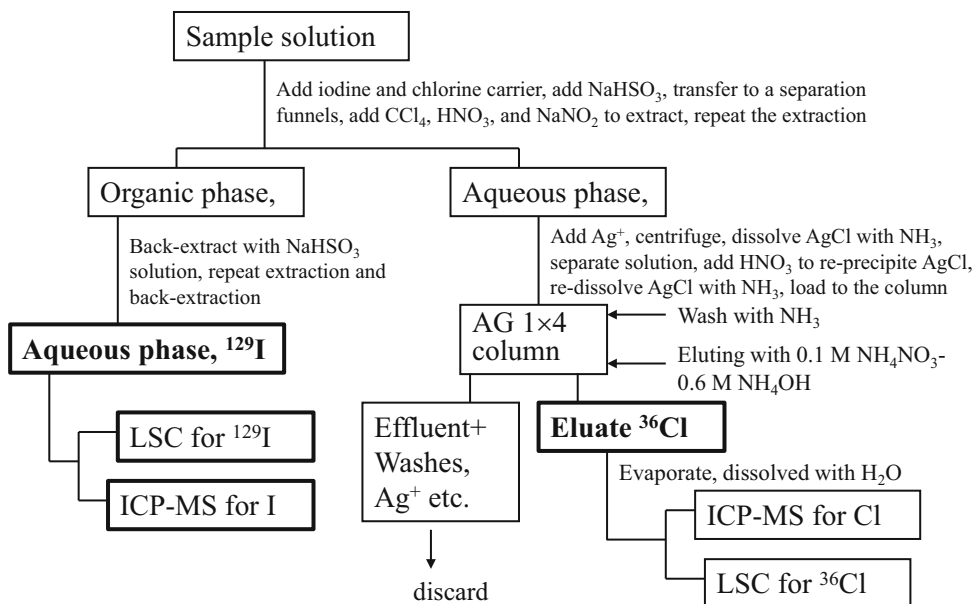 Sample solution
Add iodine and chlorine carrier, add NaHSO₃, transfer to a separation
funnels, add CCl₄, HNO₃, and NaNO₂ to extract, repeat the extraction
Organic phase,
Aqueous phase,
Back-extract with NaHSO₃
solution, repeat extraction and
back-extraction
Add Ag⁺, centrifuge, dissolve AgCl with NH₃,
separate solution, add HNO₃ to re-precipite AgCl,
re-dissolve AgCl with NH₃, load to the column
Aqueous phase, ¹²⁹I
AG 1×4
column
Wash with NH₃
Eluting with 0.1 M NH₄NO₃-
0.6 M NH₄OH
LSC for ¹²⁹I
ICP-MS for I
Effluent+
Washes,
Ag⁺ etc.
discard
Eluate ³⁶Cl
Evaporate, dissolved with H₂O
ICP-MS for Cl
LSC for ³⁶Cl